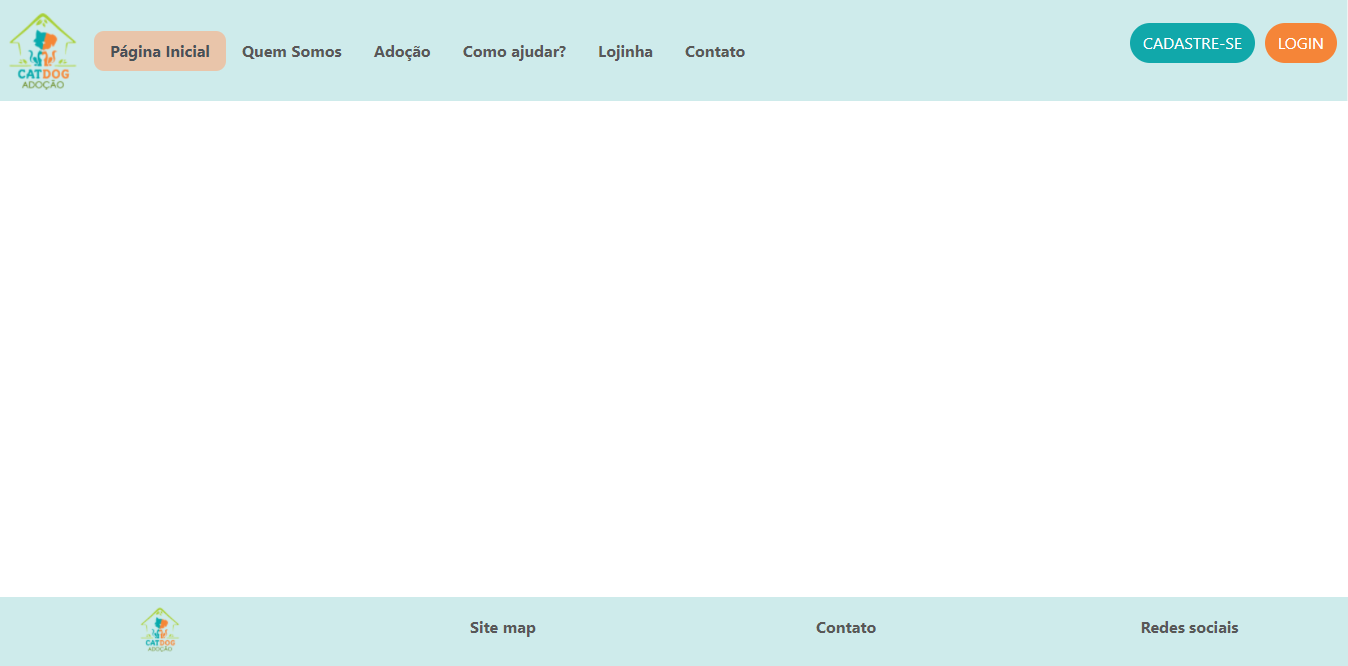 CATDOG
ADOÇÃO
Página Inicial Quem Somos Adoção Como ajudar? Lojinha Contato
CADASTRE-SE LOGIN
CATDOG
ADOÇÃO
Site map Contato Redes sociais